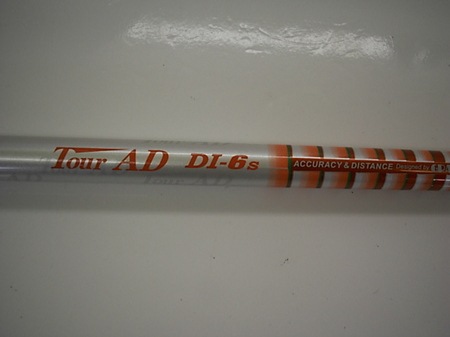 Tour AD DI-6s ACCURACY & DISTANCE Designed by